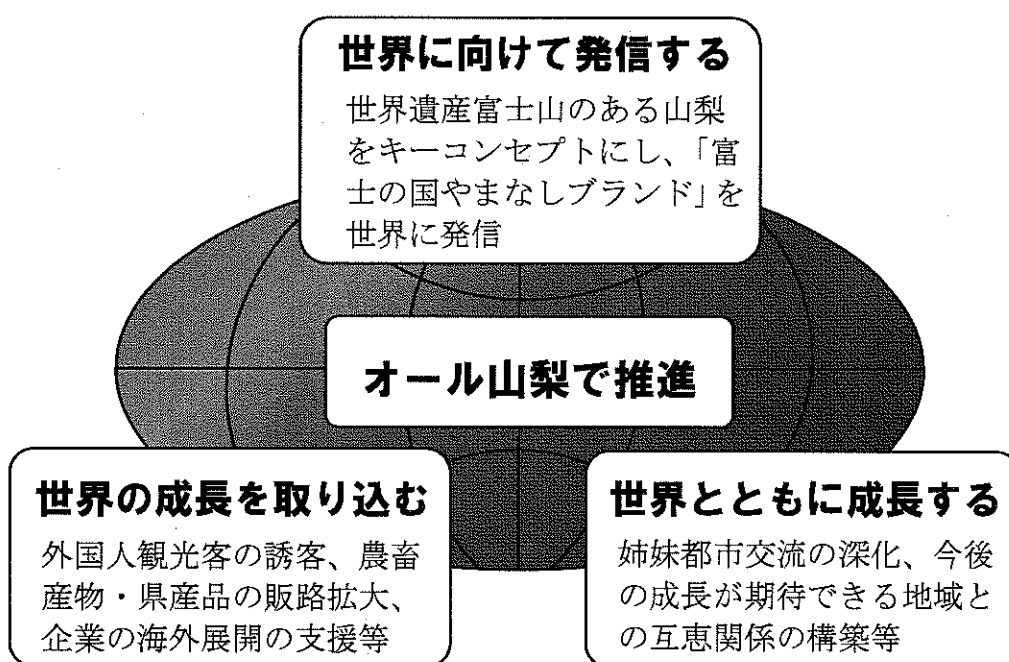 世界に向けて発信する
世界遺産富士山のある山梨
をキーコンセプトにし、「富
士の国やまなしブランド」を
世界に発信
オール山梨で推進
世界の成長を取り込む
外国人観光客の誘客、農畜
産物・県産品の販路拡大、
企業の海外展開の支援等
世界とともに成長する
姉妹都市交流の深化、今後
の成長が期待できる地域と
の互恵関係の構築等